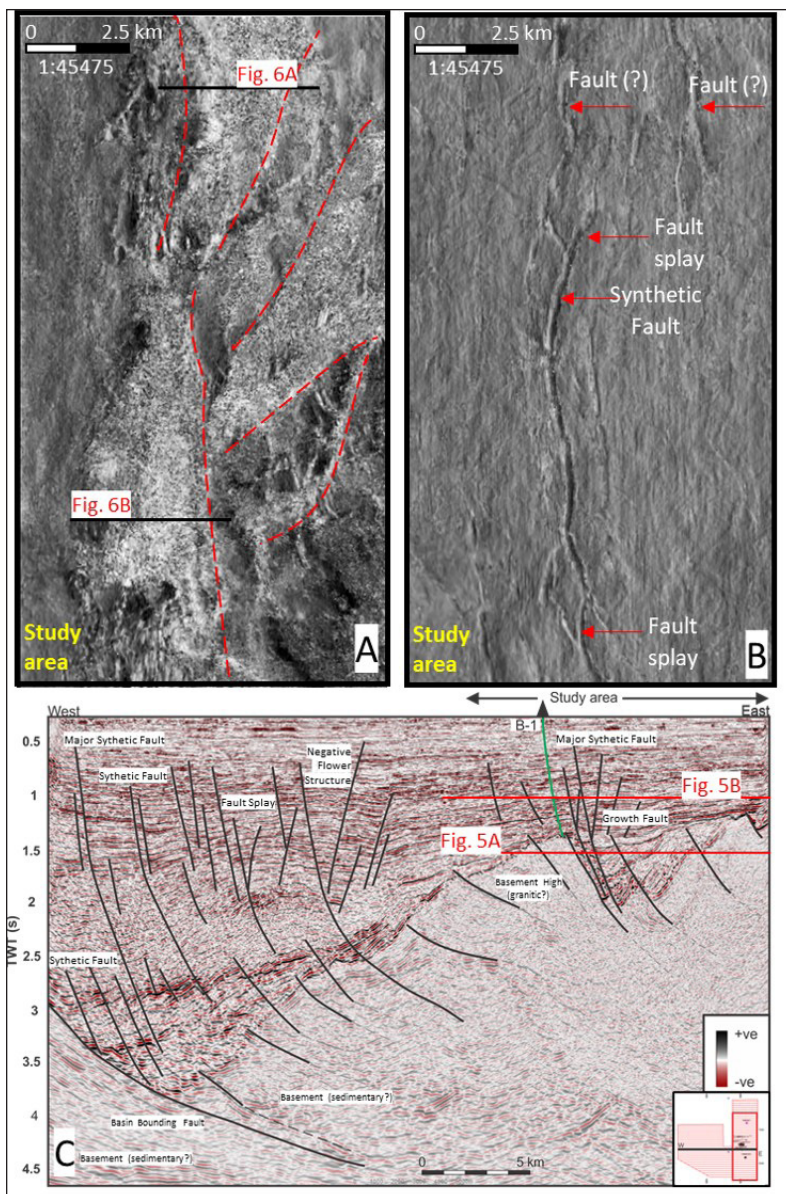 0 2.5 km
1:45475
Fig. 6A
Fig. 6B
Study
area
A
0 2.5 km
1:45475
Fault (?)
Fault (?)
Fault
splay
Synthetic
Fault
Fault
splay
Study
area
B
Study area
West
East
B-1
0.5
1
1.5
2
2.5
3
3.5
4
4.5
TWT (s)
Major Sythetic Fault
Sythetic Fault
Fault Splay
Negative
Flower
Structure
Major Sythetic Fault
Fig. 5B
Growth Fault
Fig. 5A
Basement High
(granitic?)
Sythetic Fault
Basement (sedimentary?)
Basin Bounding Fault
Basement (sedimentary?)
C
0 5 km
+ve
-ve
W
E